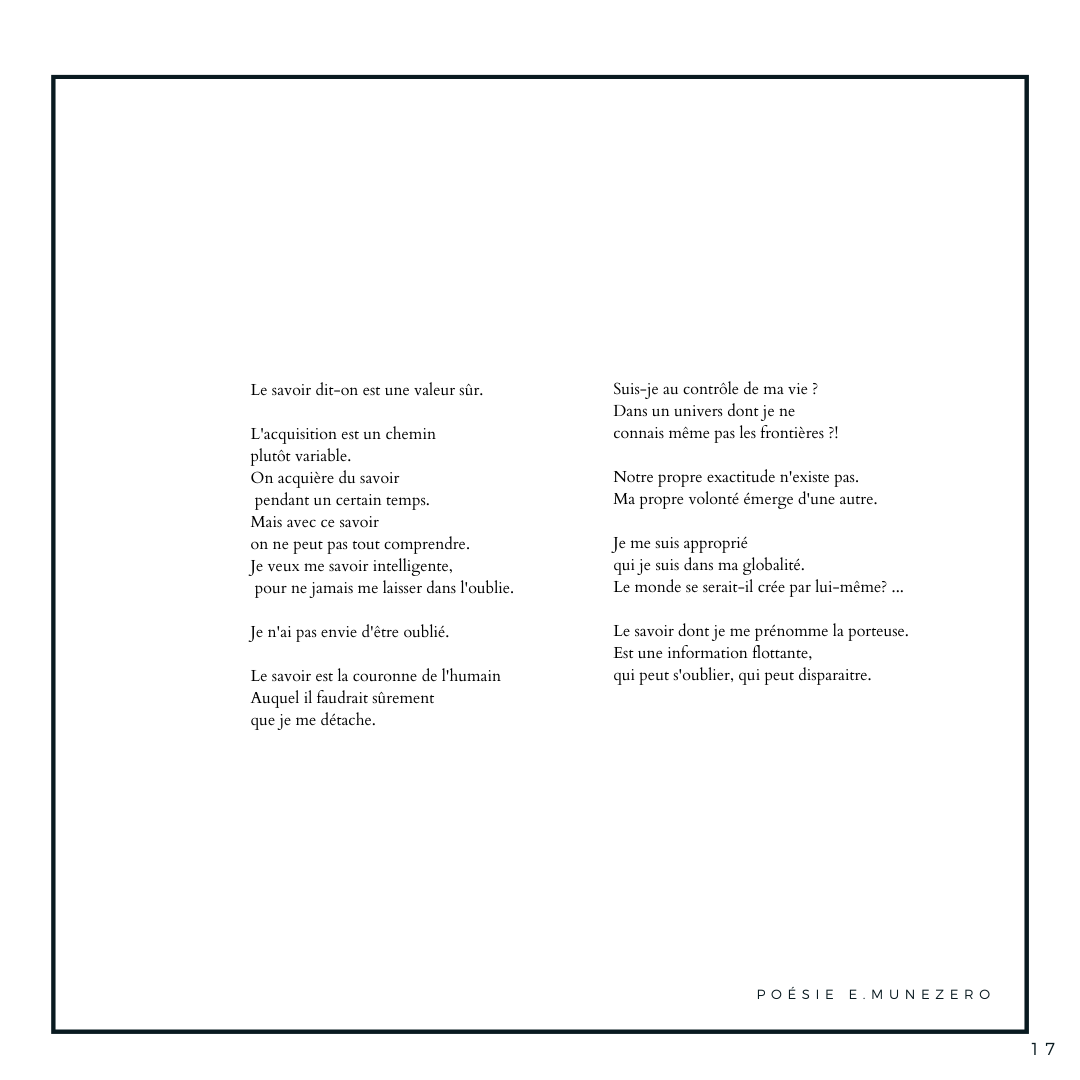 Le savoir dit-on est une valeur sûr.

L'acquisition est un chemin
plutôt variable.
On acquière du savoir
pendant un certain temps.
Mais avec ce savoir
on ne peut pas tout comprendre.
Je veux me savoir intelligente,
pour ne jamais me laisser dans l'oublie.

Je n'ai pas envie d'être oublié.

Le savoir est la couronne de l'humain
Auquel il faudrait sûrement
que je me détache.

Suis-je au contrôle de ma vie ?
Dans un univers dont je ne
connais même pas les frontières ?!

Notre propre exactitude n'existe pas.
Ma propre volonté émerge d'une autre.

Je me suis approprié
qui je suis dans ma globalité.
Le monde se serait-il crée par lui-même? ...

Le savoir dont je me prénomme la porteuse.
Est une information flottante,
qui peut s'oublier, qui peut disparaitre.

POÉSIE E.MUNEZERO
17